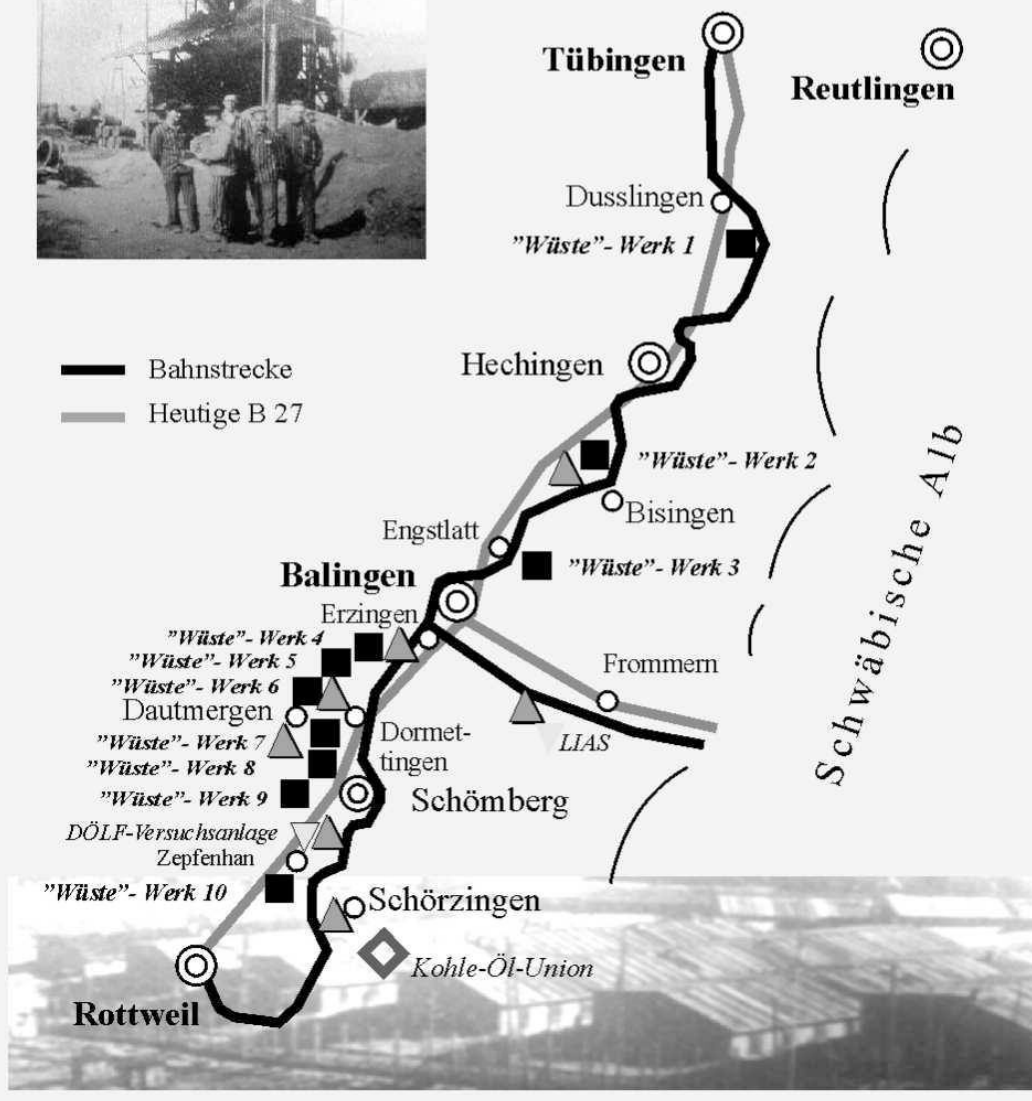 Tübingen
Reutlingen
Dusslingen
”Wüste”- Werk 1
Hechingen
Bahnstrecke
Heutige B 27
”Wüste”- Werk 2
Bisingen
Engstlatt
”Wüste”- Werk 3
Balingen
Erzingen
”Wüste”- Werk 4
”Wüste”- Werk 5
”Wüste”- Werk 6
Frommern
Dautmergen
”Wüste”- Werk 7
Dormet-
tingen
LIAS
”Wüste”- Werk 8
”Wüste”- Werk 9
Schömberg
DÖLF-Versuchsanlage
Zepfenhan
”Wüste”- Werk 10
Schörzingen
Kohle-Öl-Union
Rottweil
Schwäbische Alb